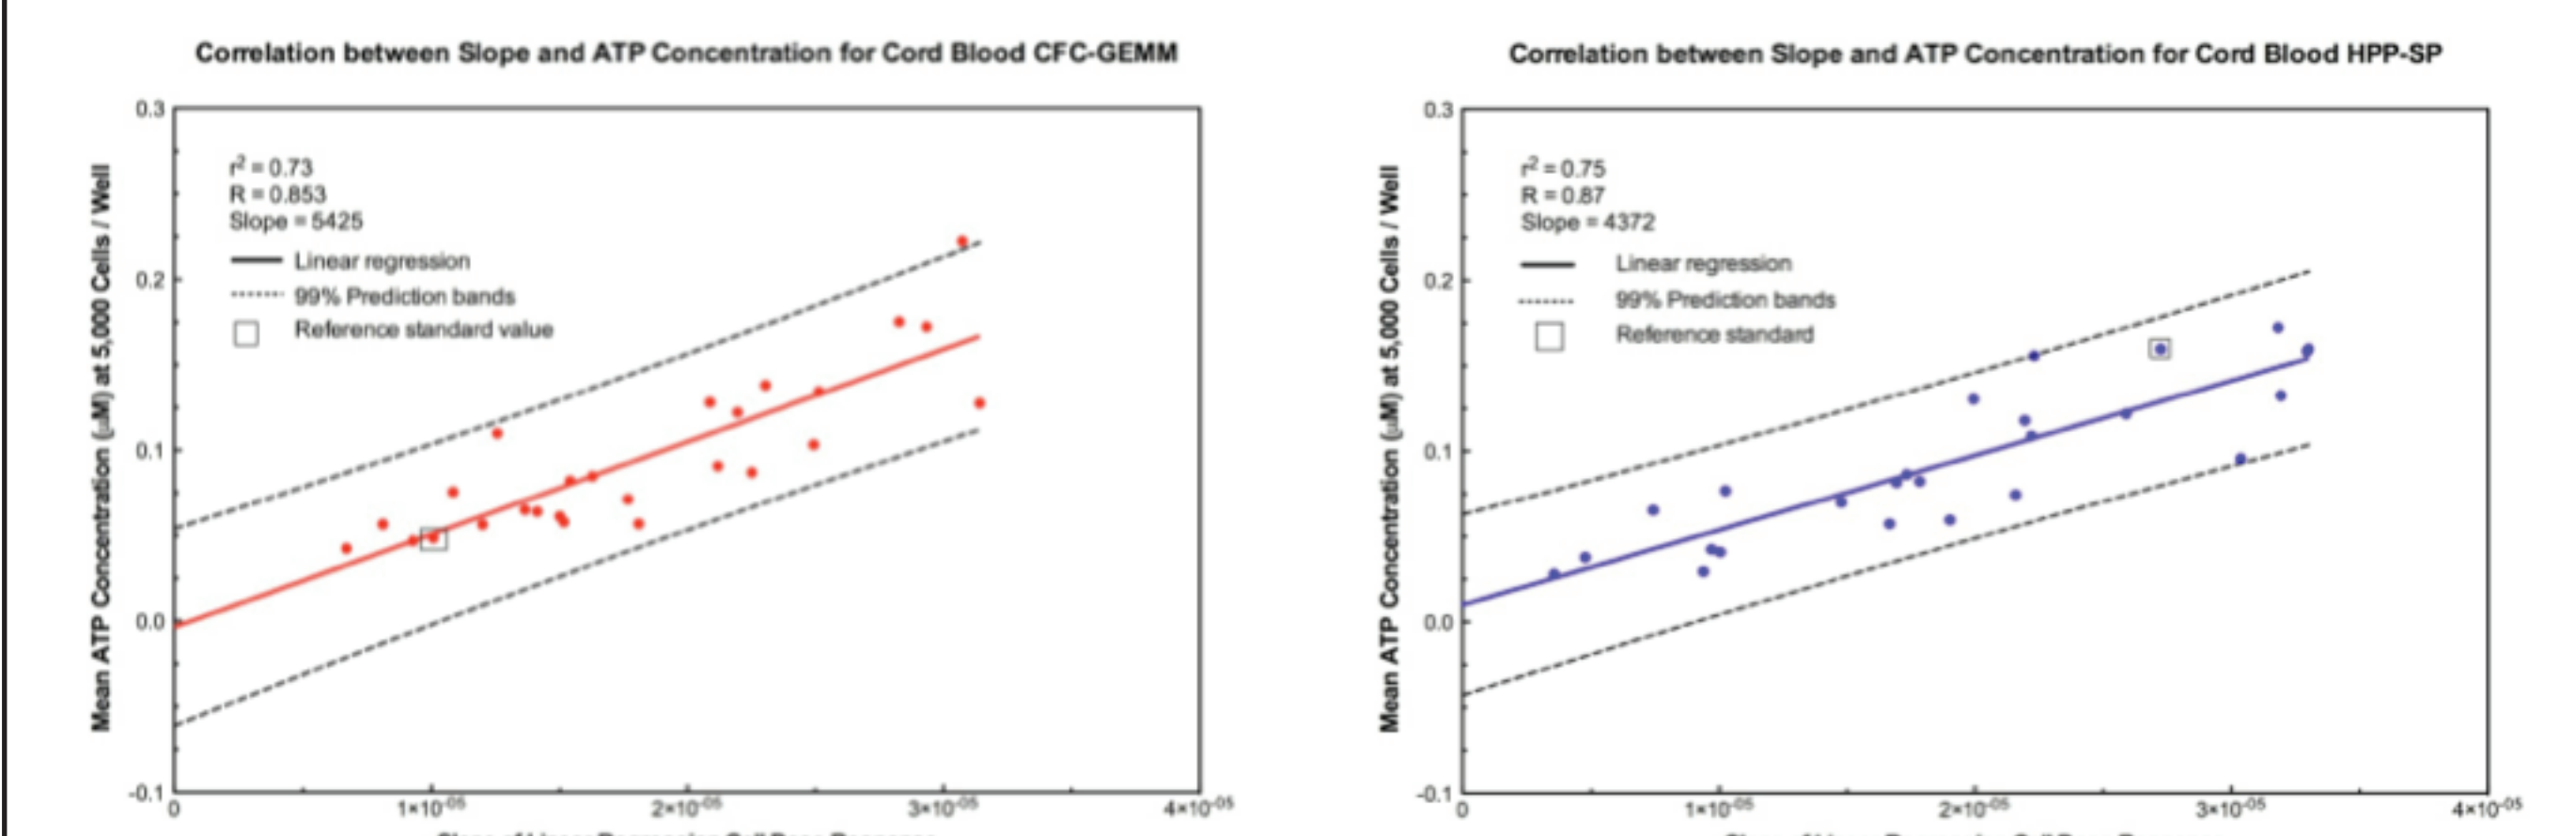 Correlation between Slope and ATP Concentration for Cord Blood CFC-GEMM
Mean ATP Concentration (µM) at 5,000 Cells / Well
0.3
0.2
0.1
0.0
-0.1
r² = 0.73
R = 0.853
Slope = 5425
Linear regression
99% Prediction bands
Reference standard value
0 1×10⁻⁰⁵ 2×10⁻⁰⁵ 3×10⁻⁰⁵ 4×10⁻⁰⁵
Correlation between Slope and ATP Concentration for Cord Blood HPP-SP
Mean ATP Concentration (µM) at 5,000 Cells / Well
0.3
0.2
0.1
0.0
-0.1
r² = 0.75
R = 0.87
Slope = 4372
Linear regression
99% Prediction bands
Reference standard
0 1×10⁻⁰⁵ 2×10⁻⁰⁵ 3×10⁻⁰⁵ 4×10⁻⁰⁵